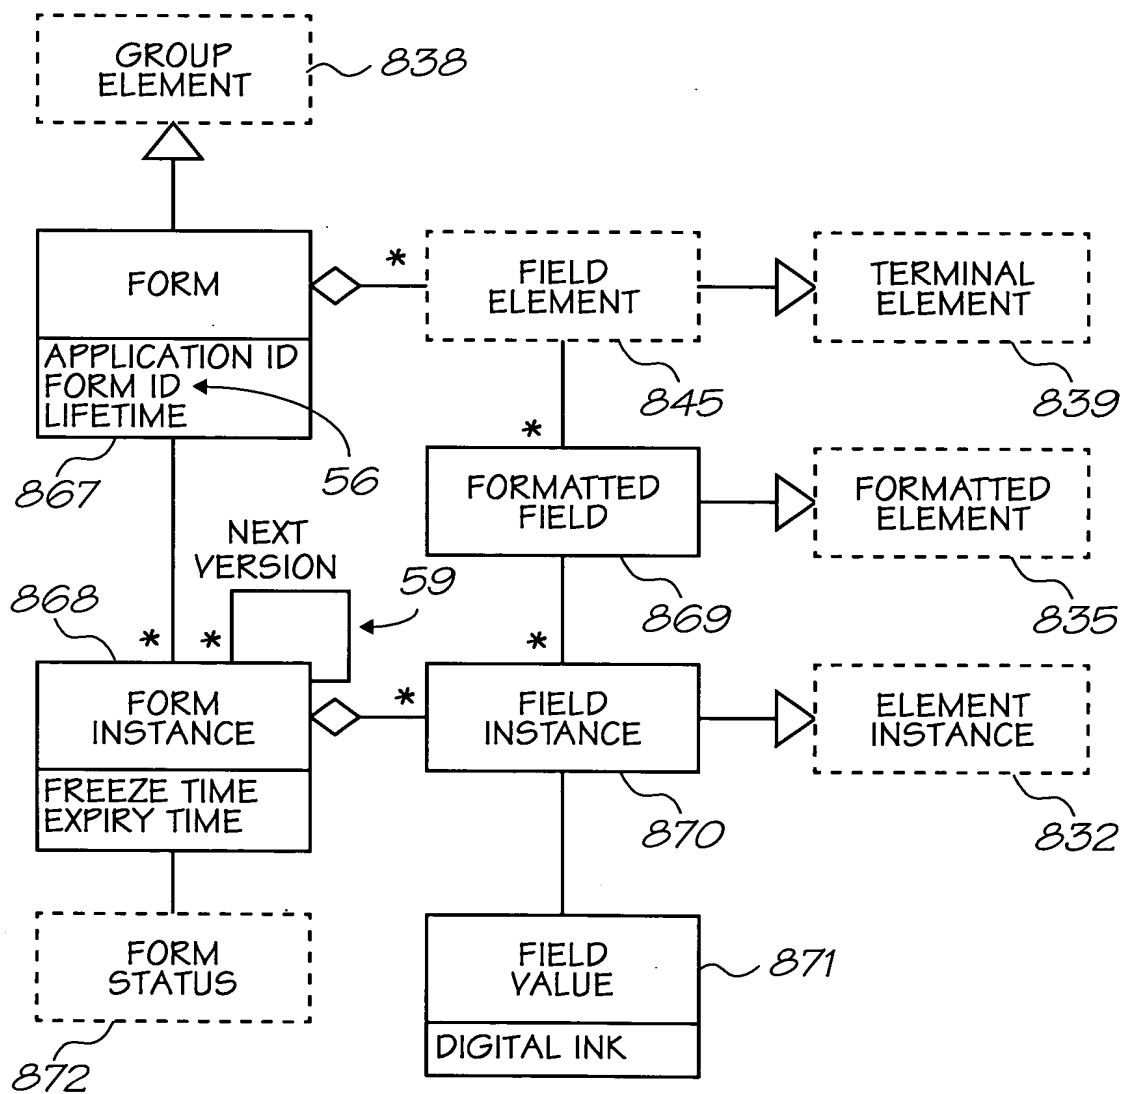 GROUP
ELEMENT
838
FORM
*
FIELD
ELEMENT
TERMINAL
ELEMENT
APPLICATION ID
FORM ID
LIFETIME
845
839
867
56
*
FORMATTED
FIELD
FORMATTED
ELEMENT
NEXT
VERSION
59
868
869
835
*
*
*
FORM
INSTANCE
*
FIELD
INSTANCE
ELEMENT
INSTANCE
FREEZE TIME
EXPIRY TIME
870
832
FORM
STATUS
FIELD
VALUE
871
DIGITAL INK
872